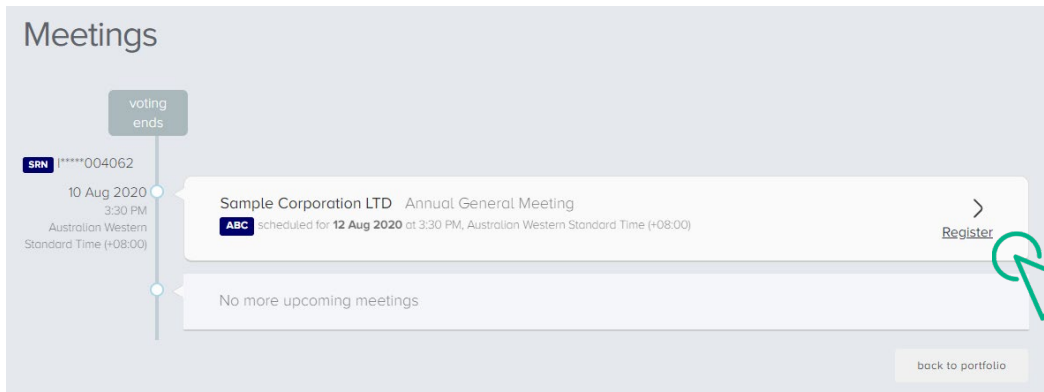 Meetings
voting
ends
SRN I*****004062
10 Aug 2020
3:30 PM
Australian Western
Standard Time (+08:00)
Sample Corporation LTD Annual General Meeting
ABC scheduled for 12 Aug 2020 at 3:30 PM, Australian Western Standard Time (+08:00)
Register
No more upcoming meetings
back to portfolio